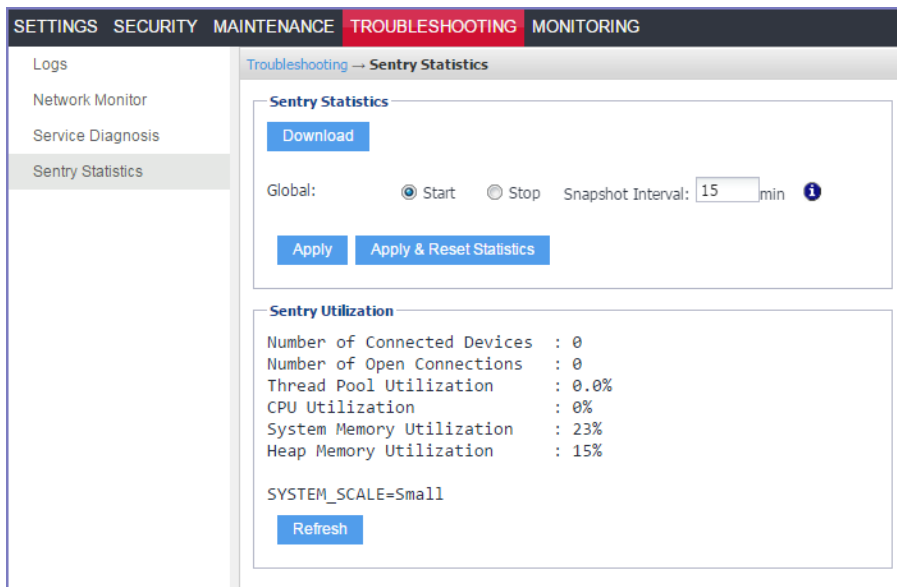 SETTINGS SECURITY MAINTENANCE TROUBLESHOOTING MONITORING
Logs
Network Monitor
Service Diagnosis
Sentry Statistics
Troubleshooting → Sentry Statistics
Sentry Statistics
Download
Global: Start Stop Snapshot Interval: 15 min
Apply Apply & Reset Statistics
Sentry Utilization
Number of Connected Devices : 0
Number of Open Connections : 0
Thread Pool Utilization : 0.0%
CPU Utilization : 0%
System Memory Utilization : 23%
Heap Memory Utilization : 15%
SYSTEM_SCALE=Small
Refresh